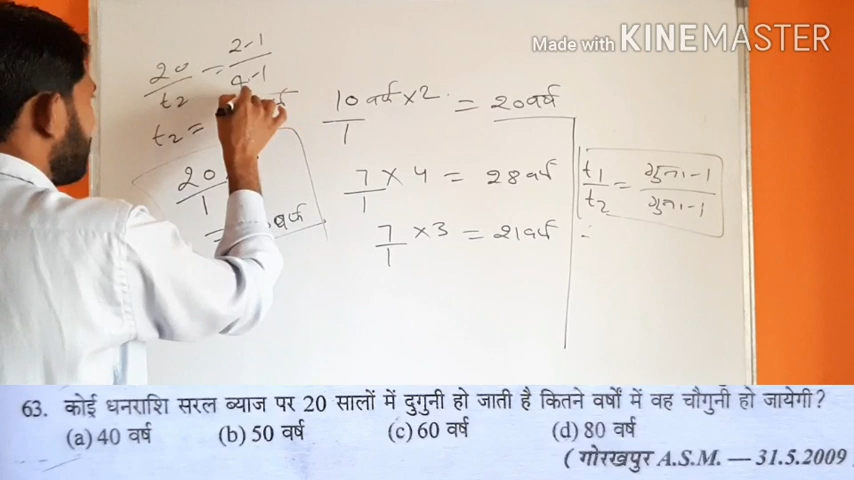 Made with KINEMASTER
20/t2 = 2-1/4-1
t2 =
20
1
वर्ष
10 वर्ष × 2 = 20 वर्ष
1
7 × 4 = 28 वर्ष
1
7 × 3 = 21 वर्ष
1
t1/t2 = गुना-1/गुना-1
63. कोई धनराशि सरल ब्याज पर 20 सालों में दुगुनी हो जाती है कितने वर्षों में वह चौगुनी हो जायेगी?
(a) 40 वर्ष (b) 50 वर्ष (c) 60 वर्ष (d) 80 वर्ष
( गोरखपुर A.S.M. — 31.5.2009